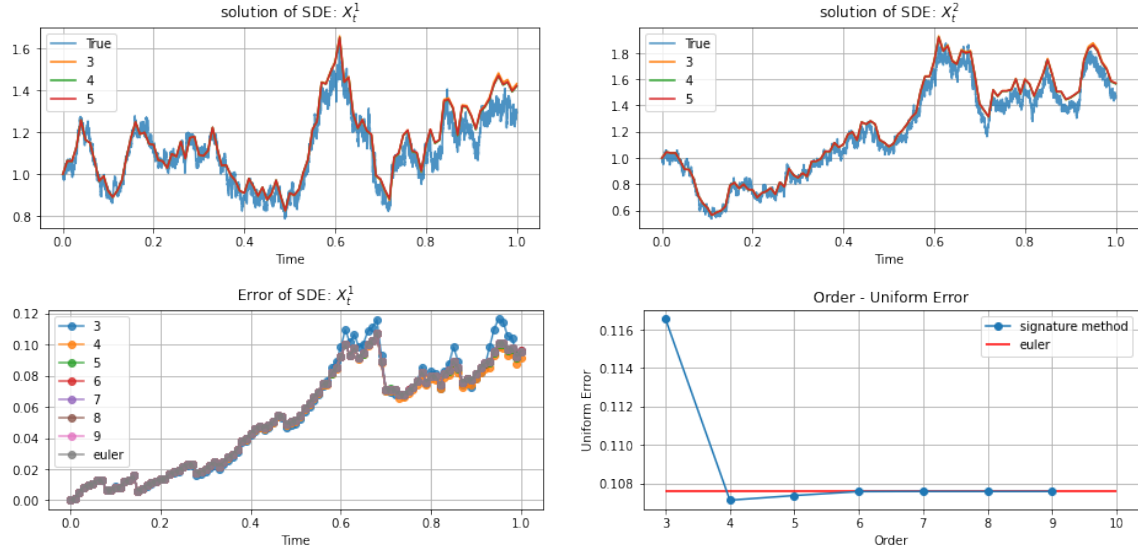 solution of SDE: X_t^1
True
3
4
5
1.6
1.4
1.2
1.0
0.8
0.0 0.2 0.4 0.6 0.8 1.0
Time
solution of SDE: X_t^2
True
3
4
5
1.8
1.6
1.4
1.2
1.0
0.8
0.6
0.0 0.2 0.4 0.6 0.8 1.0
Time
Error of SDE: X_t^1
3
4
5
6
7
8
9
euler
0.12
0.10
0.08
0.06
0.04
0.02
0.00
0.0 0.2 0.4 0.6 0.8 1.0
Time
Order - Uniform Error
signature method
euler
Uniform Error
0.116
0.114
0.112
0.110
0.108
3 4 5 6 7 8 9 10
Order